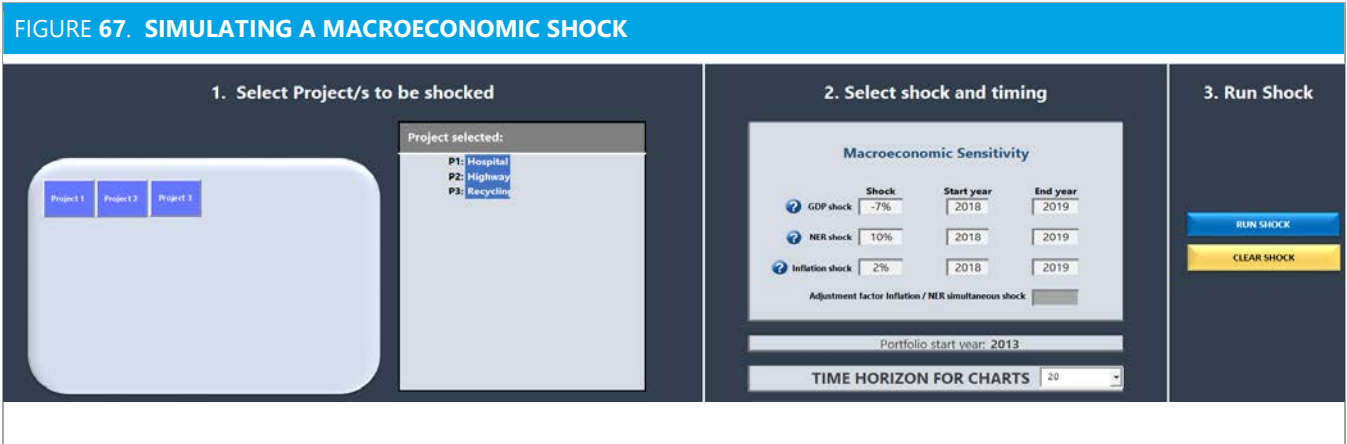 FIGURE 67. SIMULATING A MACROECONOMIC SHOCK
1. Select Project/s to be shocked
Project 1 Project 2 Project 3
Project selected:
P1: Hospital
P2: Highway
P3: Recycling
2. Select shock and timing
Macroeconomic Sensitivity
Shock Start year End year
? GDP shock -7% 2018 2019
? NER shock 10% 2018 2019
? Inflation shock 2% 2018 2019
Adjustment factor Inflation / NER simultaneous shock
Portfolio start year: 2013
TIME HORIZON FOR CHARTS 20
3. Run Shock
RUN SHOCK
CLEAR SHOCK